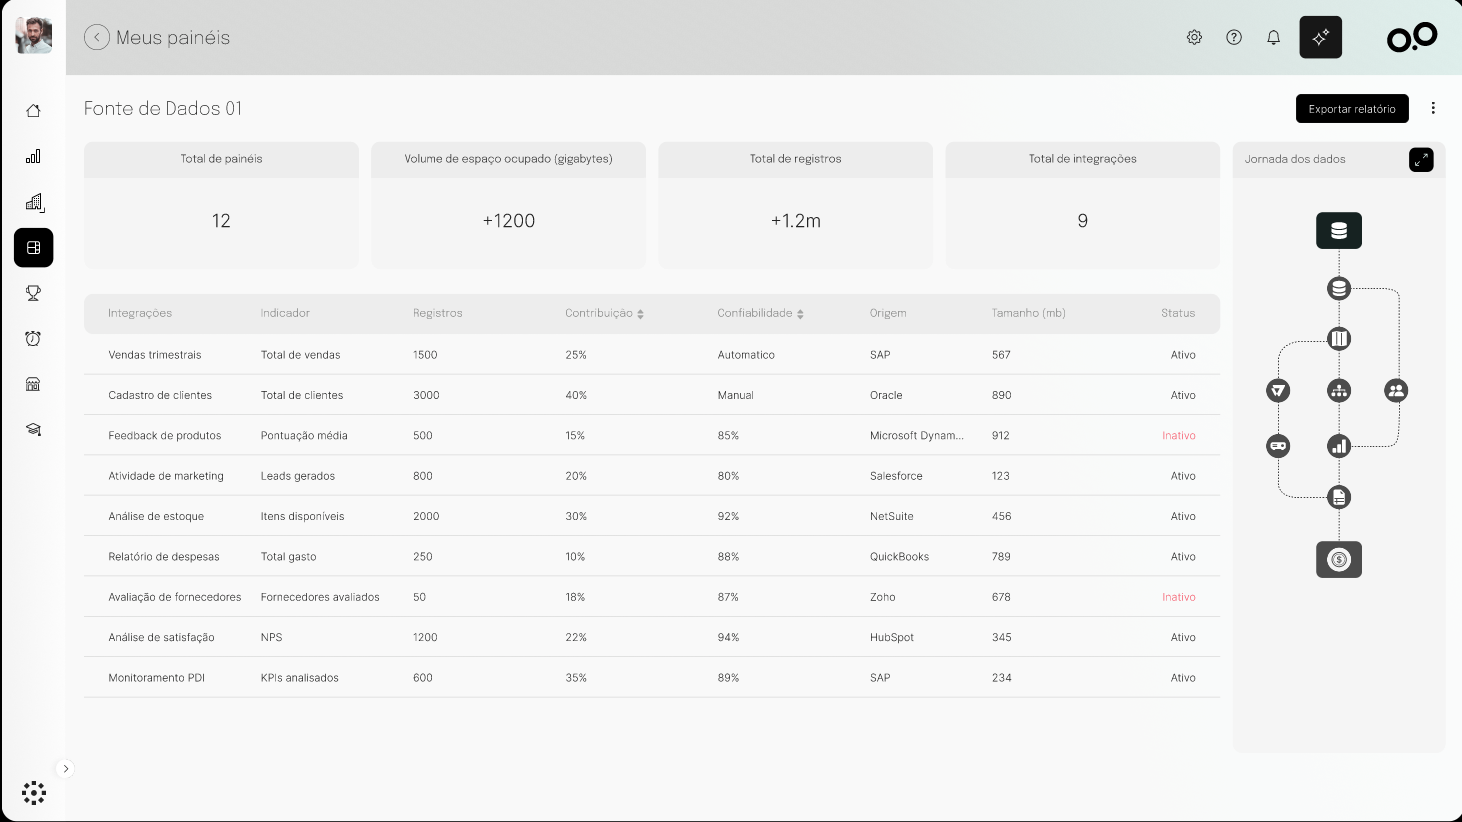 Meus painéis
Fonte de Dados 01
Exportar relatório
Total de painéis
12
Volume de espaço ocupado (gigabytes)
+1200
Total de registros
+1.2m
Total de integrações
9
Jornada dos dados
Integrações Indicador Registros Contribuição Confiabilidade Origem Tamanho (mb) Status
Vendas trimestrais Total de vendas 1500 25% Automatico SAP 567 Ativo
Cadastro de clientes Total de clientes 3000 40% Manual Oracle 890 Ativo
Feedback de produtos Pontuação média 500 15% 85% Microsoft Dynam... 912 Inativo
Atividade de marketing Leads gerados 800 20% 80% Salesforce 123 Ativo
Análise de estoque Itens disponíveis 2000 30% 92% NetSuite 456 Ativo
Relatório de despesas Total gasto 250 10% 88% QuickBooks 789 Ativo
Avaliação de fornecedores Fornecedores avaliados 50 18% 87% Zoho 678 Inativo
Análise de satisfação NPS 1200 22% 94% HubSpot 345 Ativo
Monitoramento PDI KPIs analisados 600 35% 89% SAP 234 Ativo